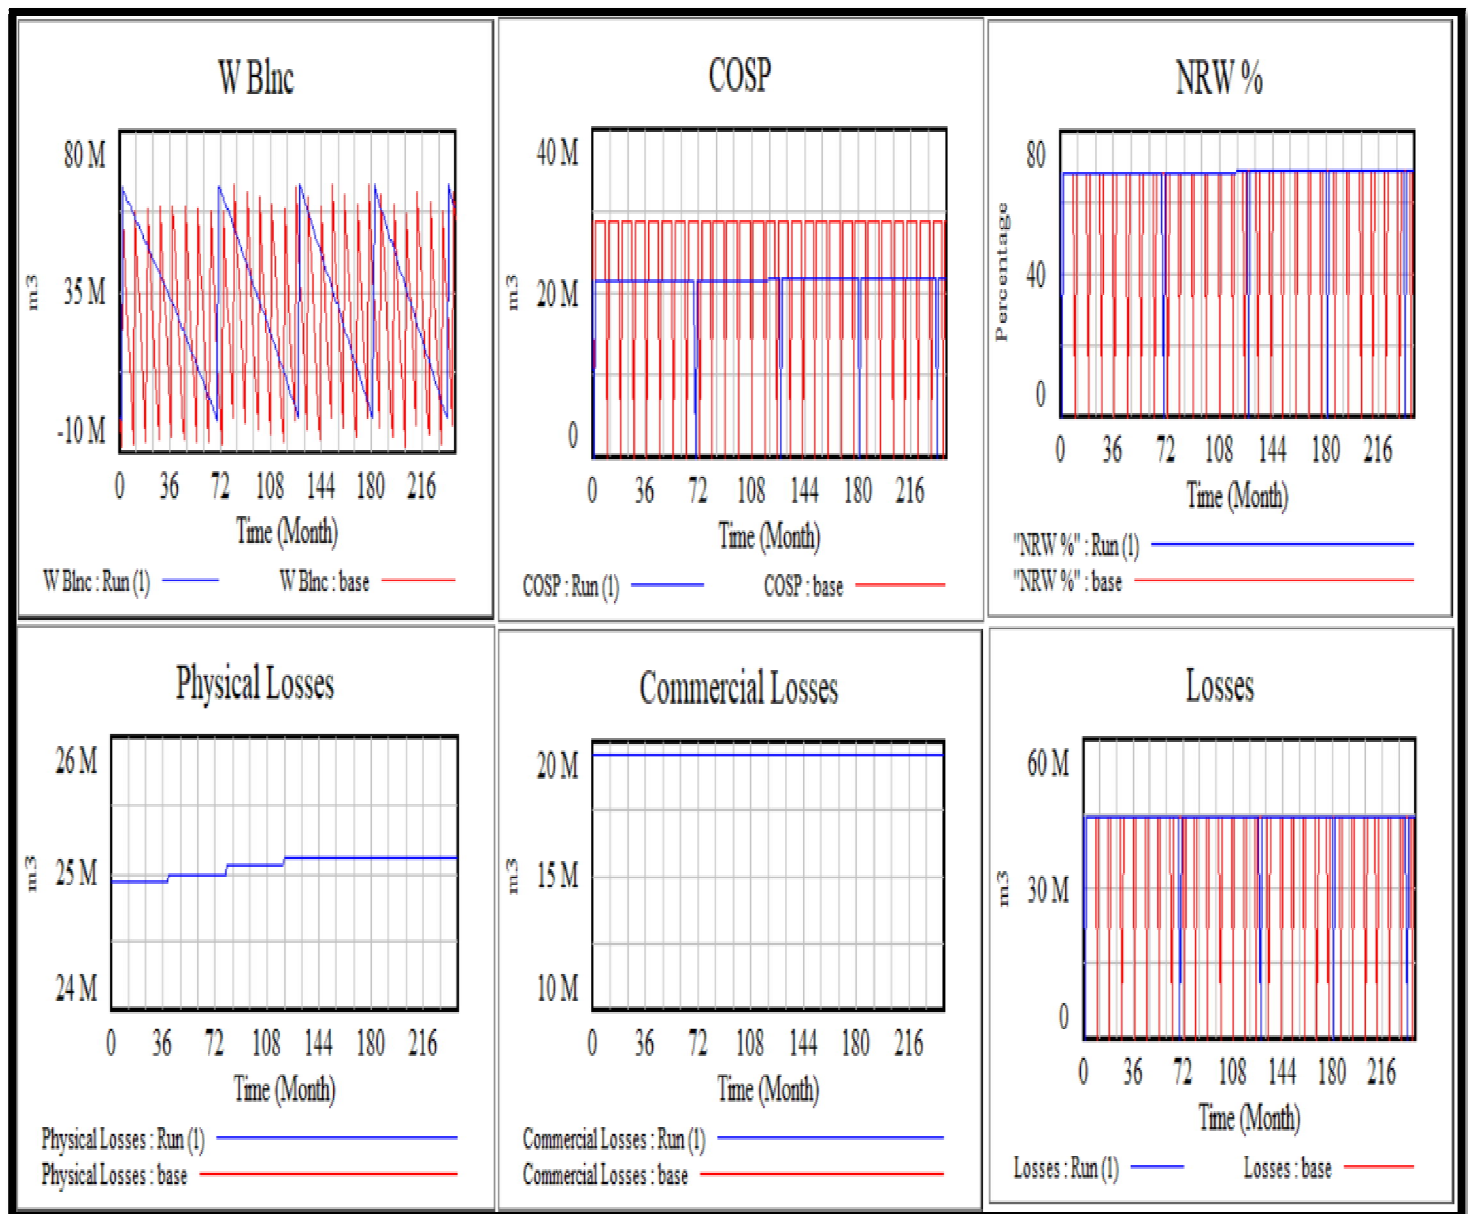 W Blnc
80 M
35 M
-10 M
m3
0 36 72 108 144 180 216
Time (Month)
W Blnc : Run (1)
W Blnc : base
COSP
40 M
20 M
0
m3
0 36 72 108 144 180 216
Time (Month)
COSP : Run (1)
COSP : base
NRW %
80
40
0
Percentage
0 36 72 108 144 180 216
Time (Month)
"NRW %" : Run (1)
"NRW %" : base
Physical Losses
26 M
25 M
24 M
m3
0 36 72 108 144 180 216
Time (Month)
Physical Losses : Run (1)
Physical Losses : base
Commercial Losses
20 M
15 M
10 M
m3
0 36 72 108 144 180 216
Time (Month)
Commercial Losses : Run (1)
Commercial Losses : base
Losses
60 M
30 M
0
m3
0 36 72 108 144 180 216
Time (Month)
Losses : Run (1)
Losses : base